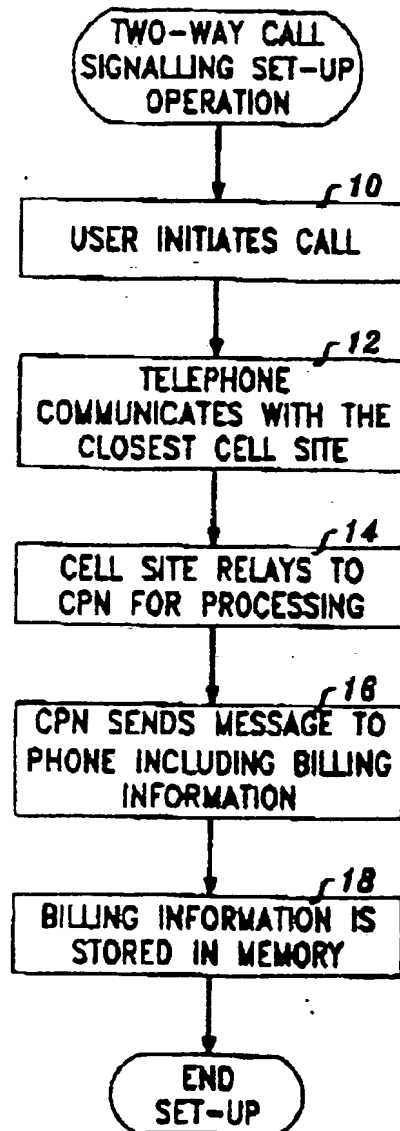 TWO-WAY CALL
SIGNALLING SET-UP
OPERATION
10
USER INITIATES CALL
12
TELEPHONE
COMMUNICATES WITH THE
CLOSEST CELL SITE
14
CELL SITE RELAYS TO
CPN FOR PROCESSING
16
CPN SENDS MESSAGE TO
PHONE INCLUDING BILLING
INFORMATION
18
BILLING INFORMATION IS
STORED IN MEMORY
END
SET-UP